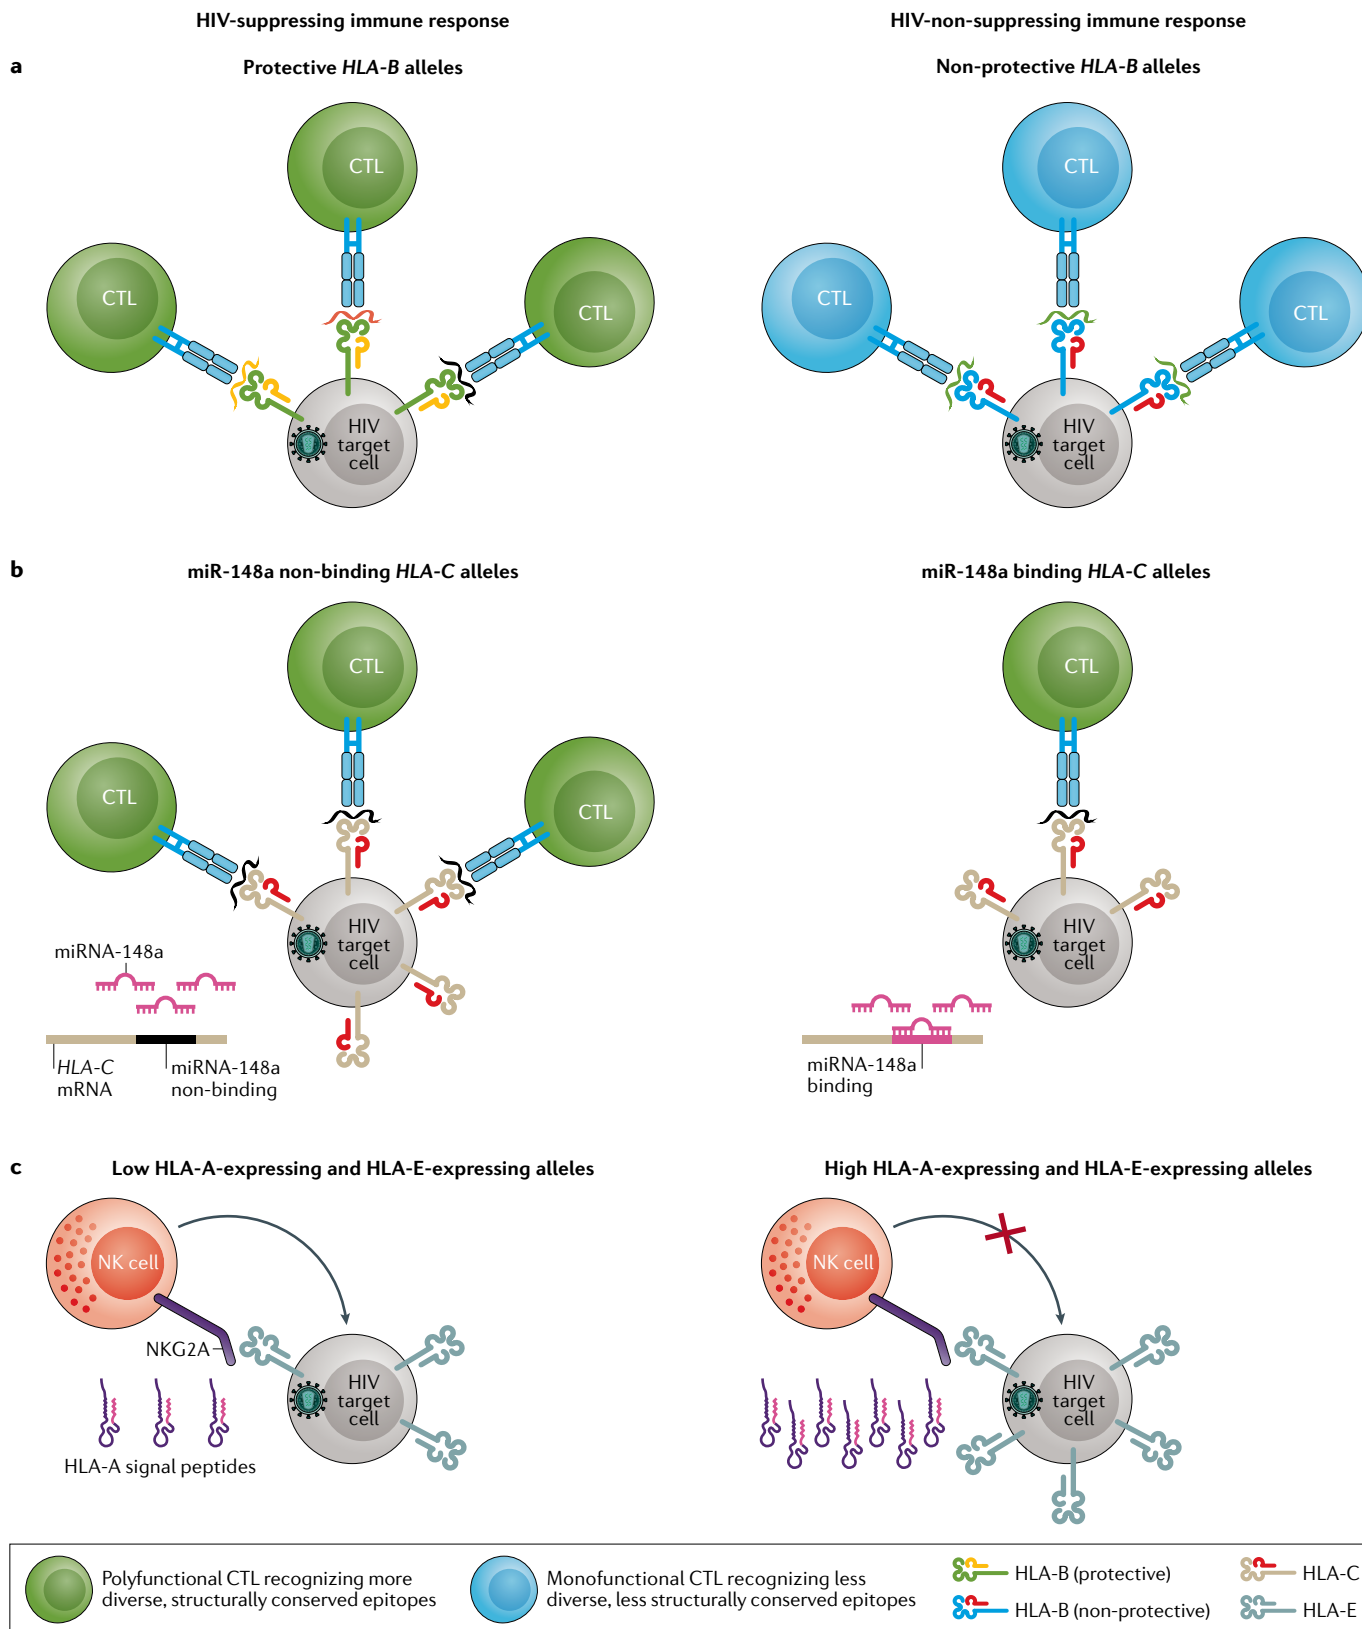 HIV-suppressing immune response
HIV-non-suppressing immune response
a
Protective HLA-B alleles
Non-protective HLA-B alleles
CTL
CTL
CTL
HIV
target
cell
CTL
CTL
CTL
HIV
target
cell
b
miR-148a non-binding HLA-C alleles
miR-148a binding HLA-C alleles
CTL
CTL
CTL
HIV
target
cell
miRNA-148a
HLA-C
mRNA
miRNA-148a
non-binding
CTL
HIV
target
cell
miRNA-148a
binding
c
Low HLA-A-expressing and HLA-E-expressing alleles
High HLA-A-expressing and HLA-E-expressing alleles
NK cell
NKG2A
HIV
target
cell
HLA-A signal peptides
NK cell
HIV
target
cell
Polyfunctional CTL recognizing more
diverse, structurally conserved epitopes
Monofunctional CTL recognizing less
diverse, less structurally conserved epitopes
HLA-B (protective)
HLA-B (non-protective)
HLA-C
HLA-E